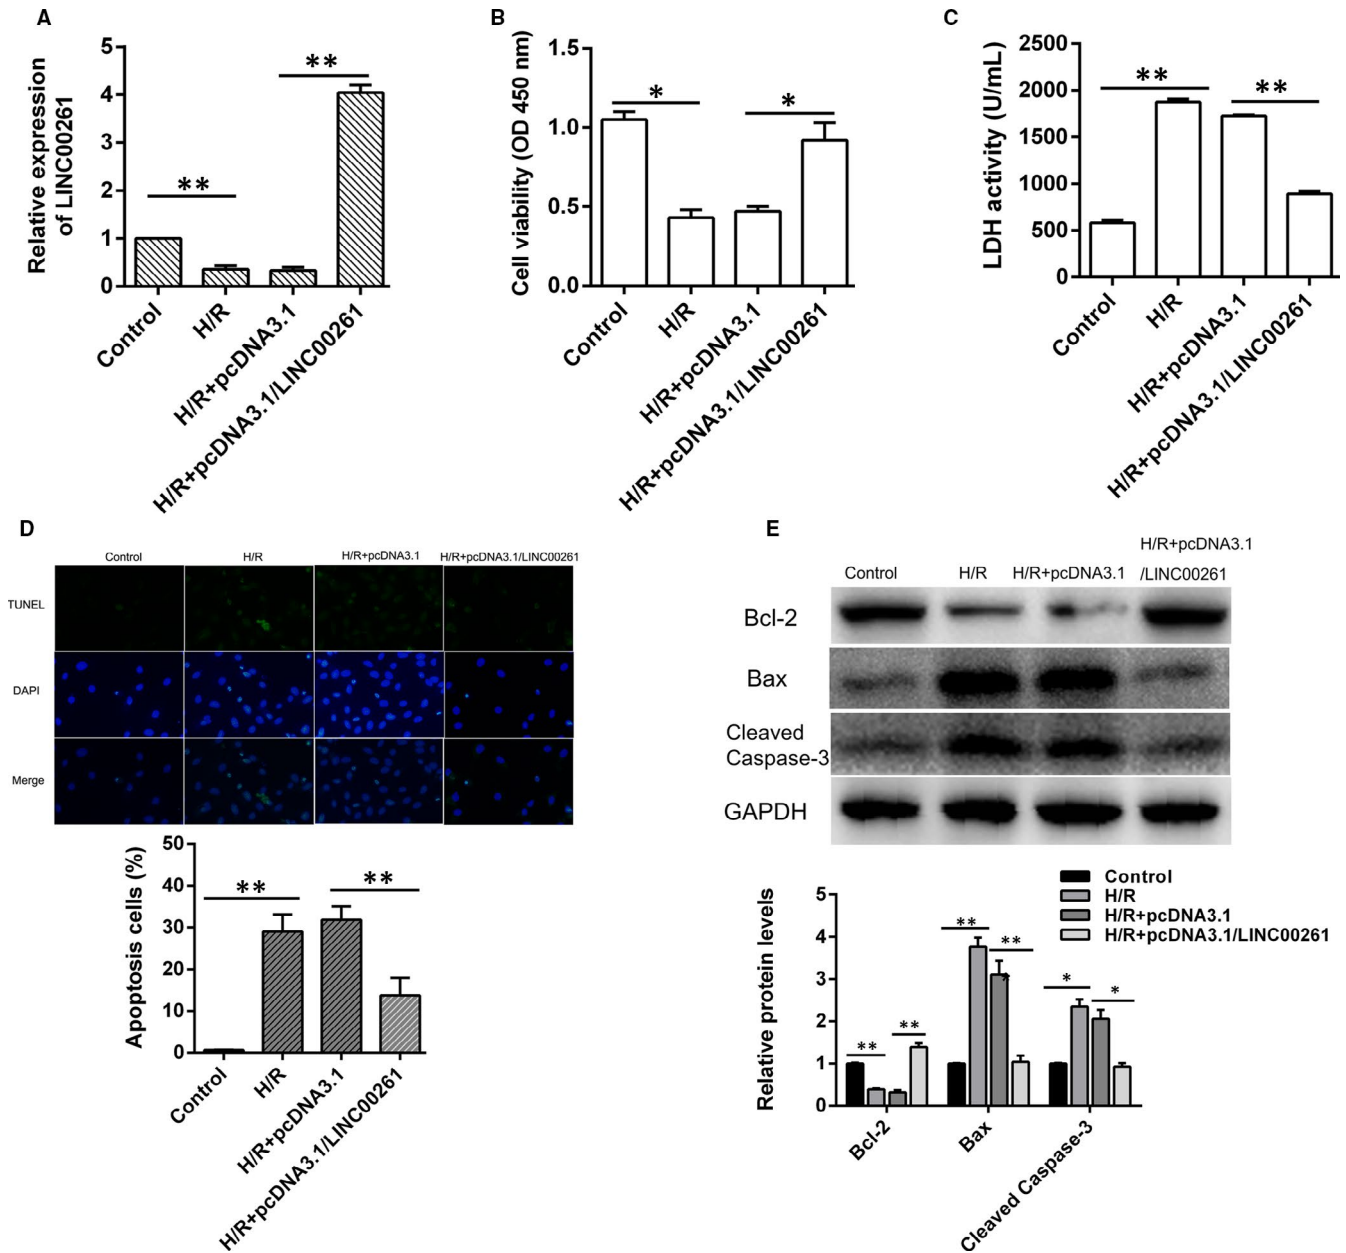 A
Relative expression
of LINC00261
5
4
3
2
1
0
**
**
Control
H/R
H/R+pcDNA3.1
H/R+pcDNA3.1/LINC00261
B
Cell viability (OD 450 nm)
1.5
1.0
0.5
0.0
*
*
Control
H/R
H/R+pcDNA3.1
H/R+pcDNA3.1/LINC00261
C
LDH activity (U/mL)
2500
2000
1500
1000
500
0
**
**
Control
H/R
H/R+pcDNA3.1
H/R+pcDNA3.1/LINC00261
D
Control
H/R
H/R+pcDNA3.1
H/R+pcDNA3.1/LINC00261
TUNEL
DAPI
Merge
Apoptosis cells (%)
50
40
30
20
10
0
**
**
Control
H/R
H/R+pcDNA3.1
H/R+pcDNA3.1/LINC00261
E
Control
H/R
H/R+pcDNA3.1
H/R+pcDNA3.1
/LINC00261
Bcl-2
Bax
Cleaved
Caspase-3
GAPDH
Control
H/R
H/R+pcDNA3.1
H/R+pcDNA3.1/LINC00261
Relative protein levels
5
4
3
2
1
0
**
**
**
**
*
*
*
Bcl-2
Bax
Cleaved Caspase-3